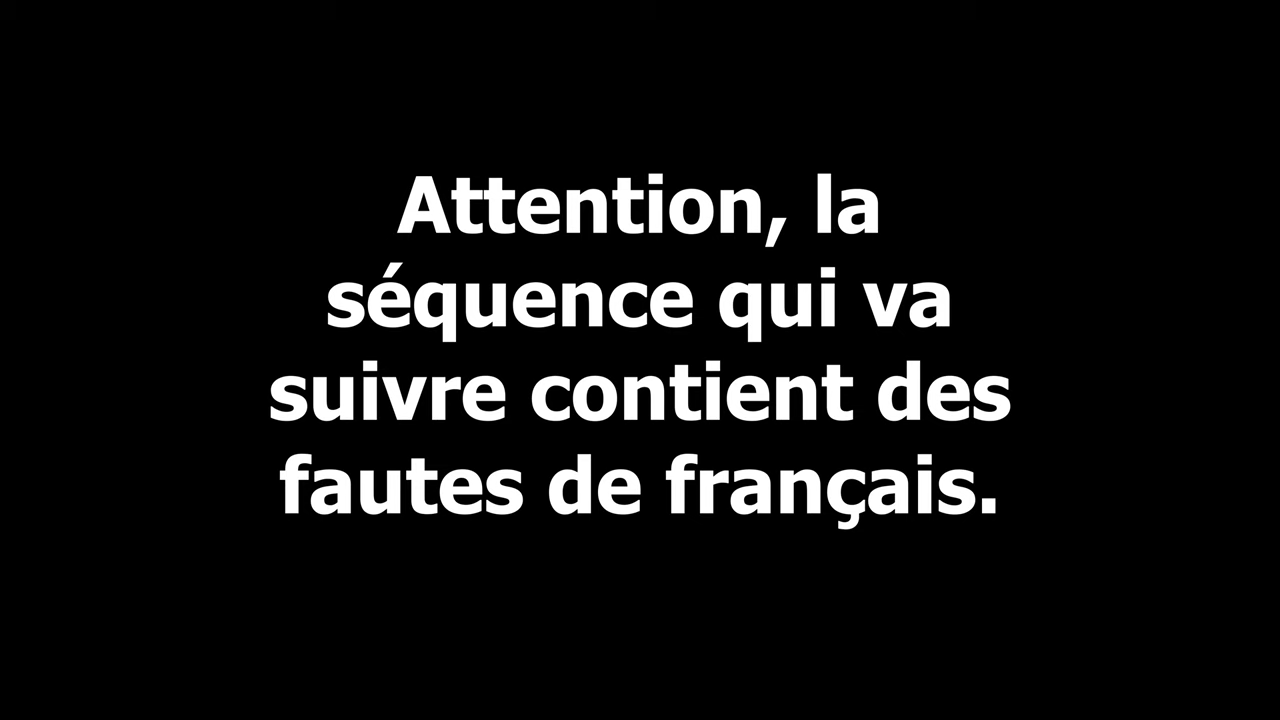 Attention, la
séquence qui va
suivre contient des
fautes de français.